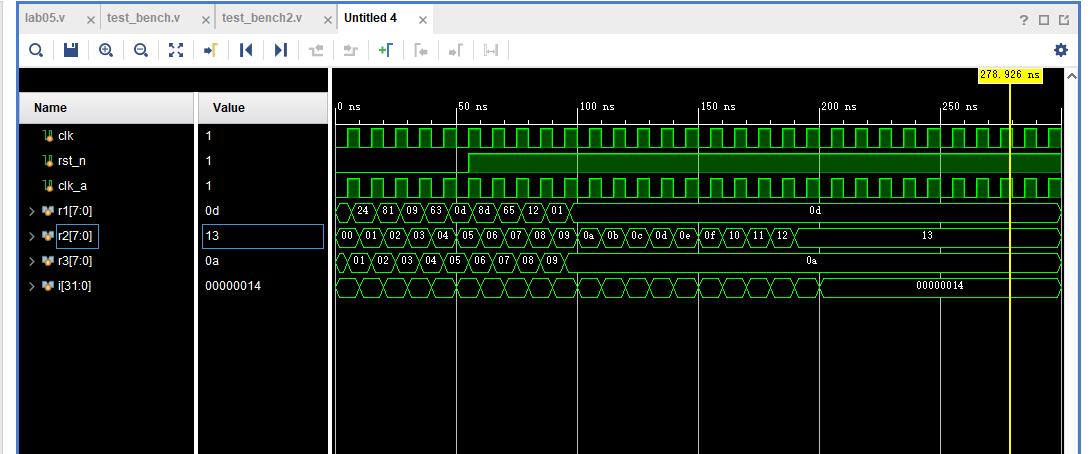 lab05.v test_bench.v test_bench2.v Untitled 4
?
278.926 ns
Name Value
0 ns 50 ns 100 ns 150 ns 200 ns 250 ns
clk 1
rst_n 1
clk_a 1
r1[7:0] 0d 24 81 09 63 0d 8d 65 12 01 0d
r2[7:0] 13 00 01 02 03 04 05 06 07 08 09 0a 0b 0c 0d 0e 0f 10 11 12 13
r3[7:0] 0a 01 02 03 04 05 06 07 08 09 0a
i[31:0] 00000014 00000014